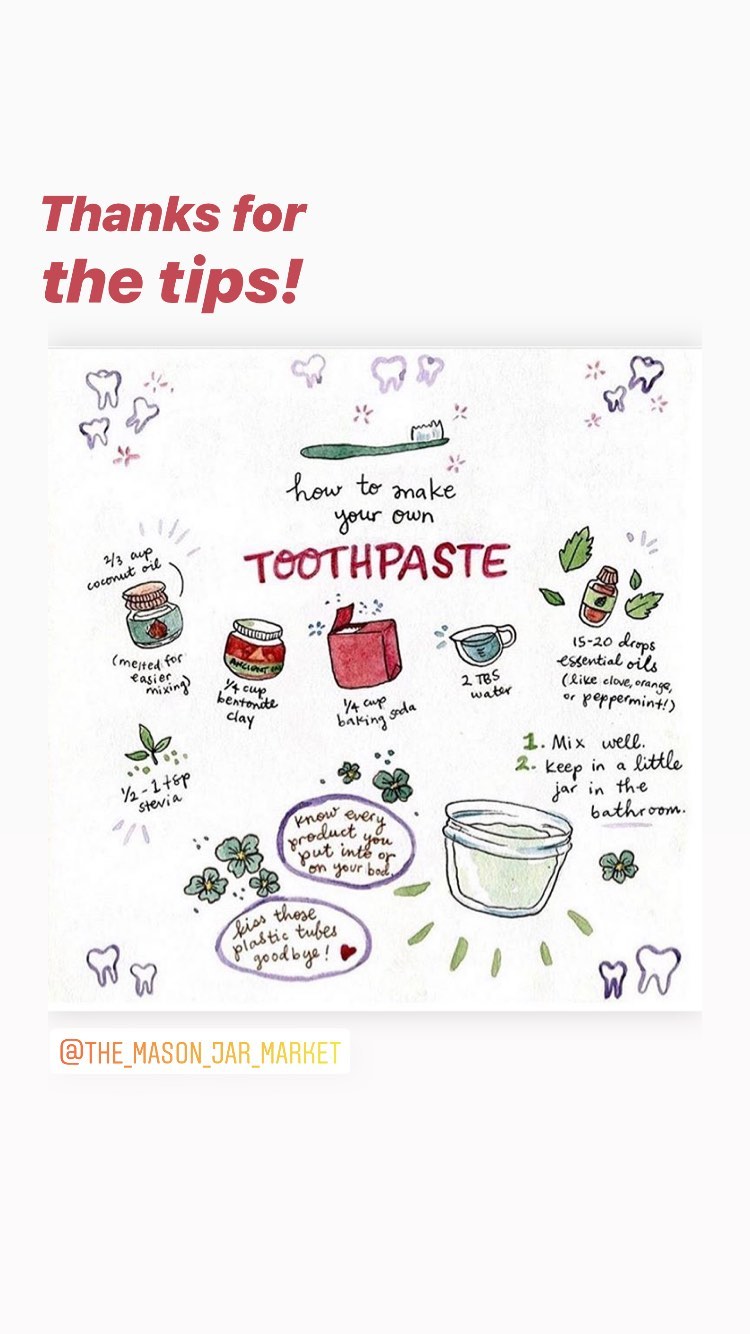 Thanks for
the tips!
how to make
your own
TOOTHPASTE
2/3 cup
coconut oil
(melted for
easier
mixing)
1/4 cup
bentonite
clay
1/4 cup
baking soda
2 TBS
water
15-20 drops
essential oils
(like clove, orange,
or peppermint!)
1/2 - 1 tsp
stevia
1. Mix well.
2. Keep in a little
jar in the
bathroom.
know every
product you
put into or
on your bod.
kiss those
plastic tubes
goodbye!
@THE_MASON_JAR_MARKET